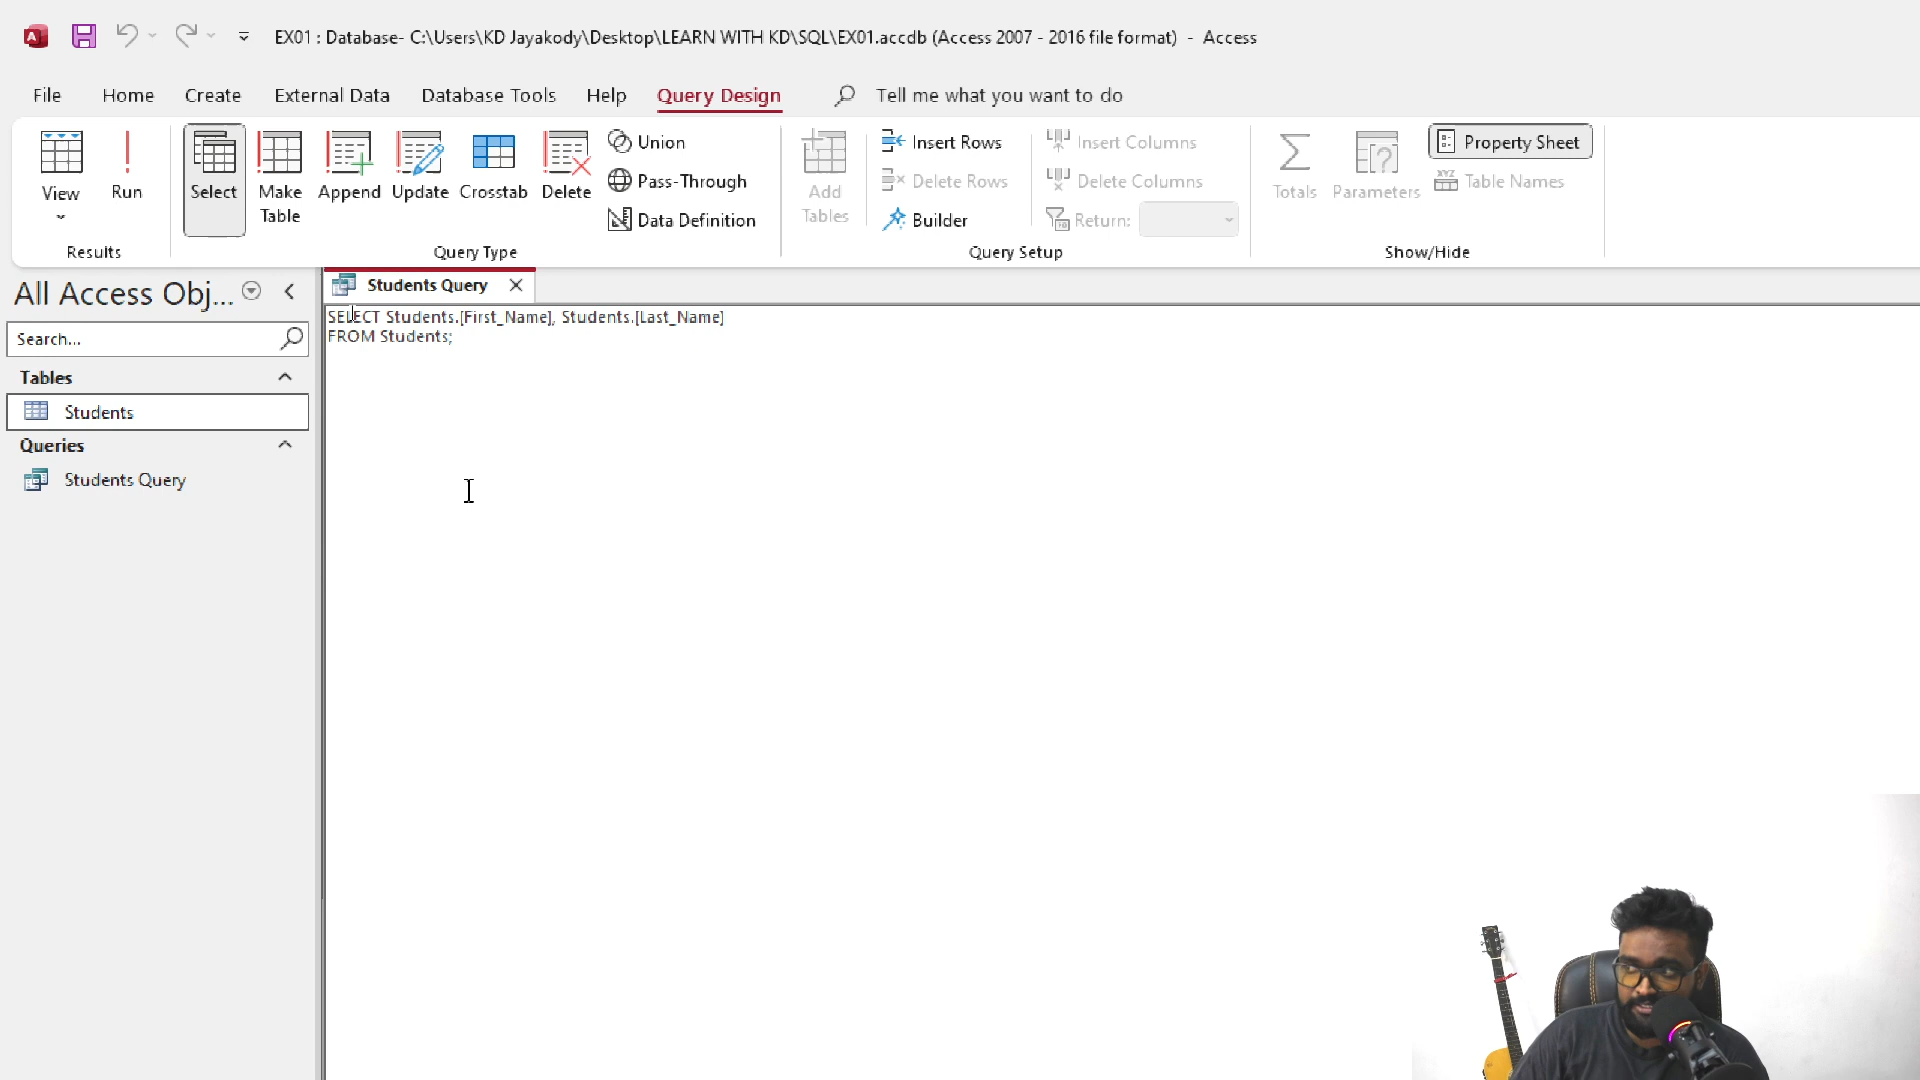 EX01 : Database- C:\Users\KD Jayakody\Desktop\LEARN WITH KD\SQL\EX01.accdb (Access 2007 - 2016 file format) - Access
File Home Create External Data Database Tools Help Query Design Tell me what you want to do
View Run Select Make Table Append Update Crosstab Delete
Union
Pass-Through
Data Definition
Add Tables
Insert Rows
Delete Rows
Builder
Insert Columns
Delete Columns
Return:
Totals Parameters
Property Sheet
Table Names
Results Query Type Query Setup Show/Hide
All Access Obj...
Search...
Tables
Students
Queries
Students Query
Students Query
SELECT Students.[First_Name], Students.[Last_Name]
FROM Students;